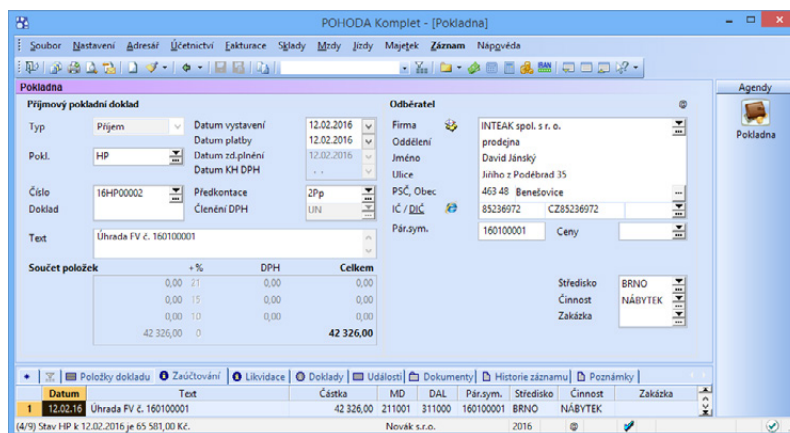 POHODA Komplet - [Pokladna]
Soubor Nastavení Adresář Účetnictví Fakturace Sklady Mzdy Jízdy Majetek Záznam Nápověda
Pokladna
Agendy
Pokladna
Příjmový pokladní doklad
Typ Příjem
Pokl. HP
Číslo 16HP00002
Doklad
Datum vystavení 12.02.2016
Datum platby 12.02.2016
Datum zd.plnění 12.02.2016
Datum KH DPH . .
Předkontace 2Pp
Členění DPH UN
Text Úhrada FV č. 160100001
Součet položek +% DPH Celkem
0,00 21 0,00 0,00
0,00 15 0,00 0,00
0,00 10 0,00 0,00
42 326,00 0 42 326,00
Odběratel
Firma INTEAK spol. s r. o.
Oddělení prodejna
Jméno David Jánský
Ulice Jiřího z Poděbrad 35
PSČ, Obec 463 48 Benešovice
IČ / DIČ 85236972 CZ85236972
Pár.sym. 160100001 Ceny
Středisko BRNO
Činnost NÁBYTEK
Zakázka
Položky dokladu Zaúčtování Likvidace Doklady Události Dokumenty Historie záznamu Poznámky
Datum Text Částka MD DAL Pár.sym. Středisko Činnost Zakázka
1 12.02.16 Úhrada FV č. 160100001 42 326,00 211001 311000 160100001 BRNO NÁBYTEK
(4/9) Stav HP k 12.02.2016 je 65 581,00 Kč. Novák s.r.o. 2016 @